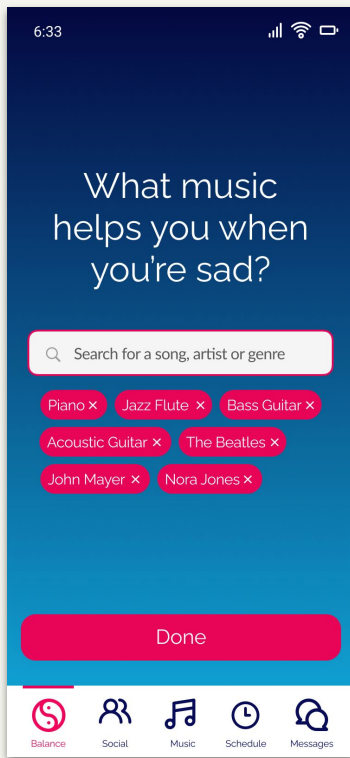 6:33
What music
helps you when
you're sad?
Search for a song, artist or genre
Piano × Jazz Flute × Bass Guitar ×
Acoustic Guitar × The Beatles ×
John Mayer × Nora Jones ×
Done
Balance Social Music Schedule Messages